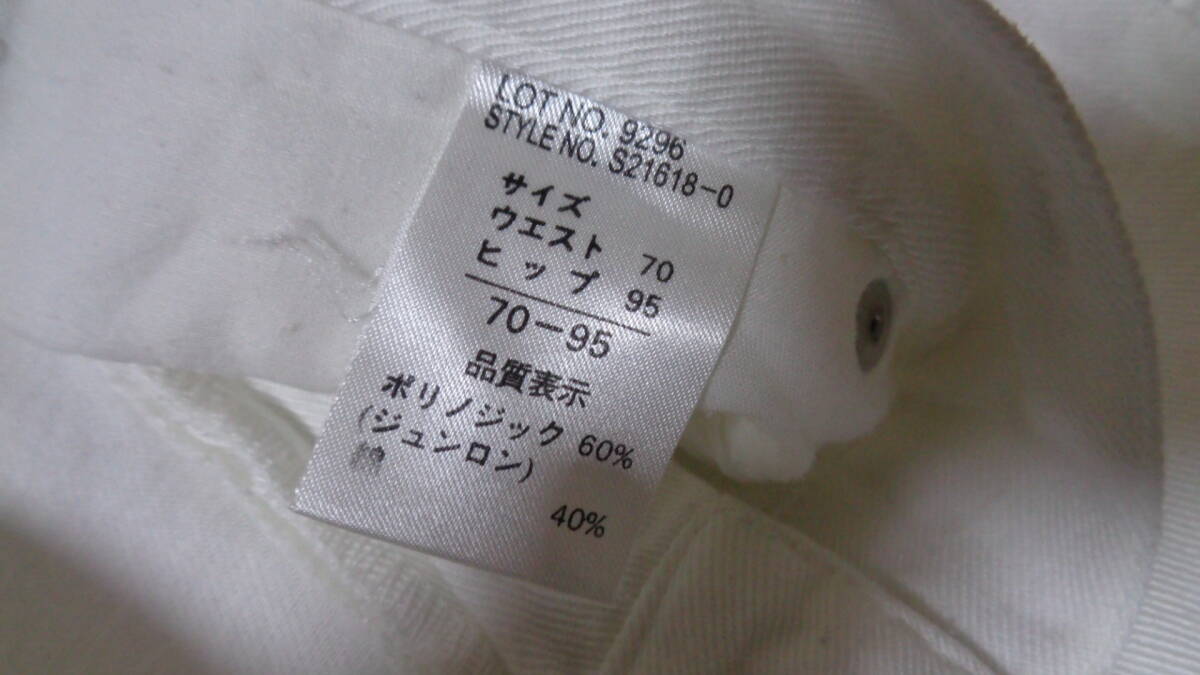 LOT NO. 9296
STYLE NO. S21618-0
サイズ
ウエスト 70
ヒップ 95
70-95
品質表示
ポリノジック 60%
(ジュンロン)
綿 40%